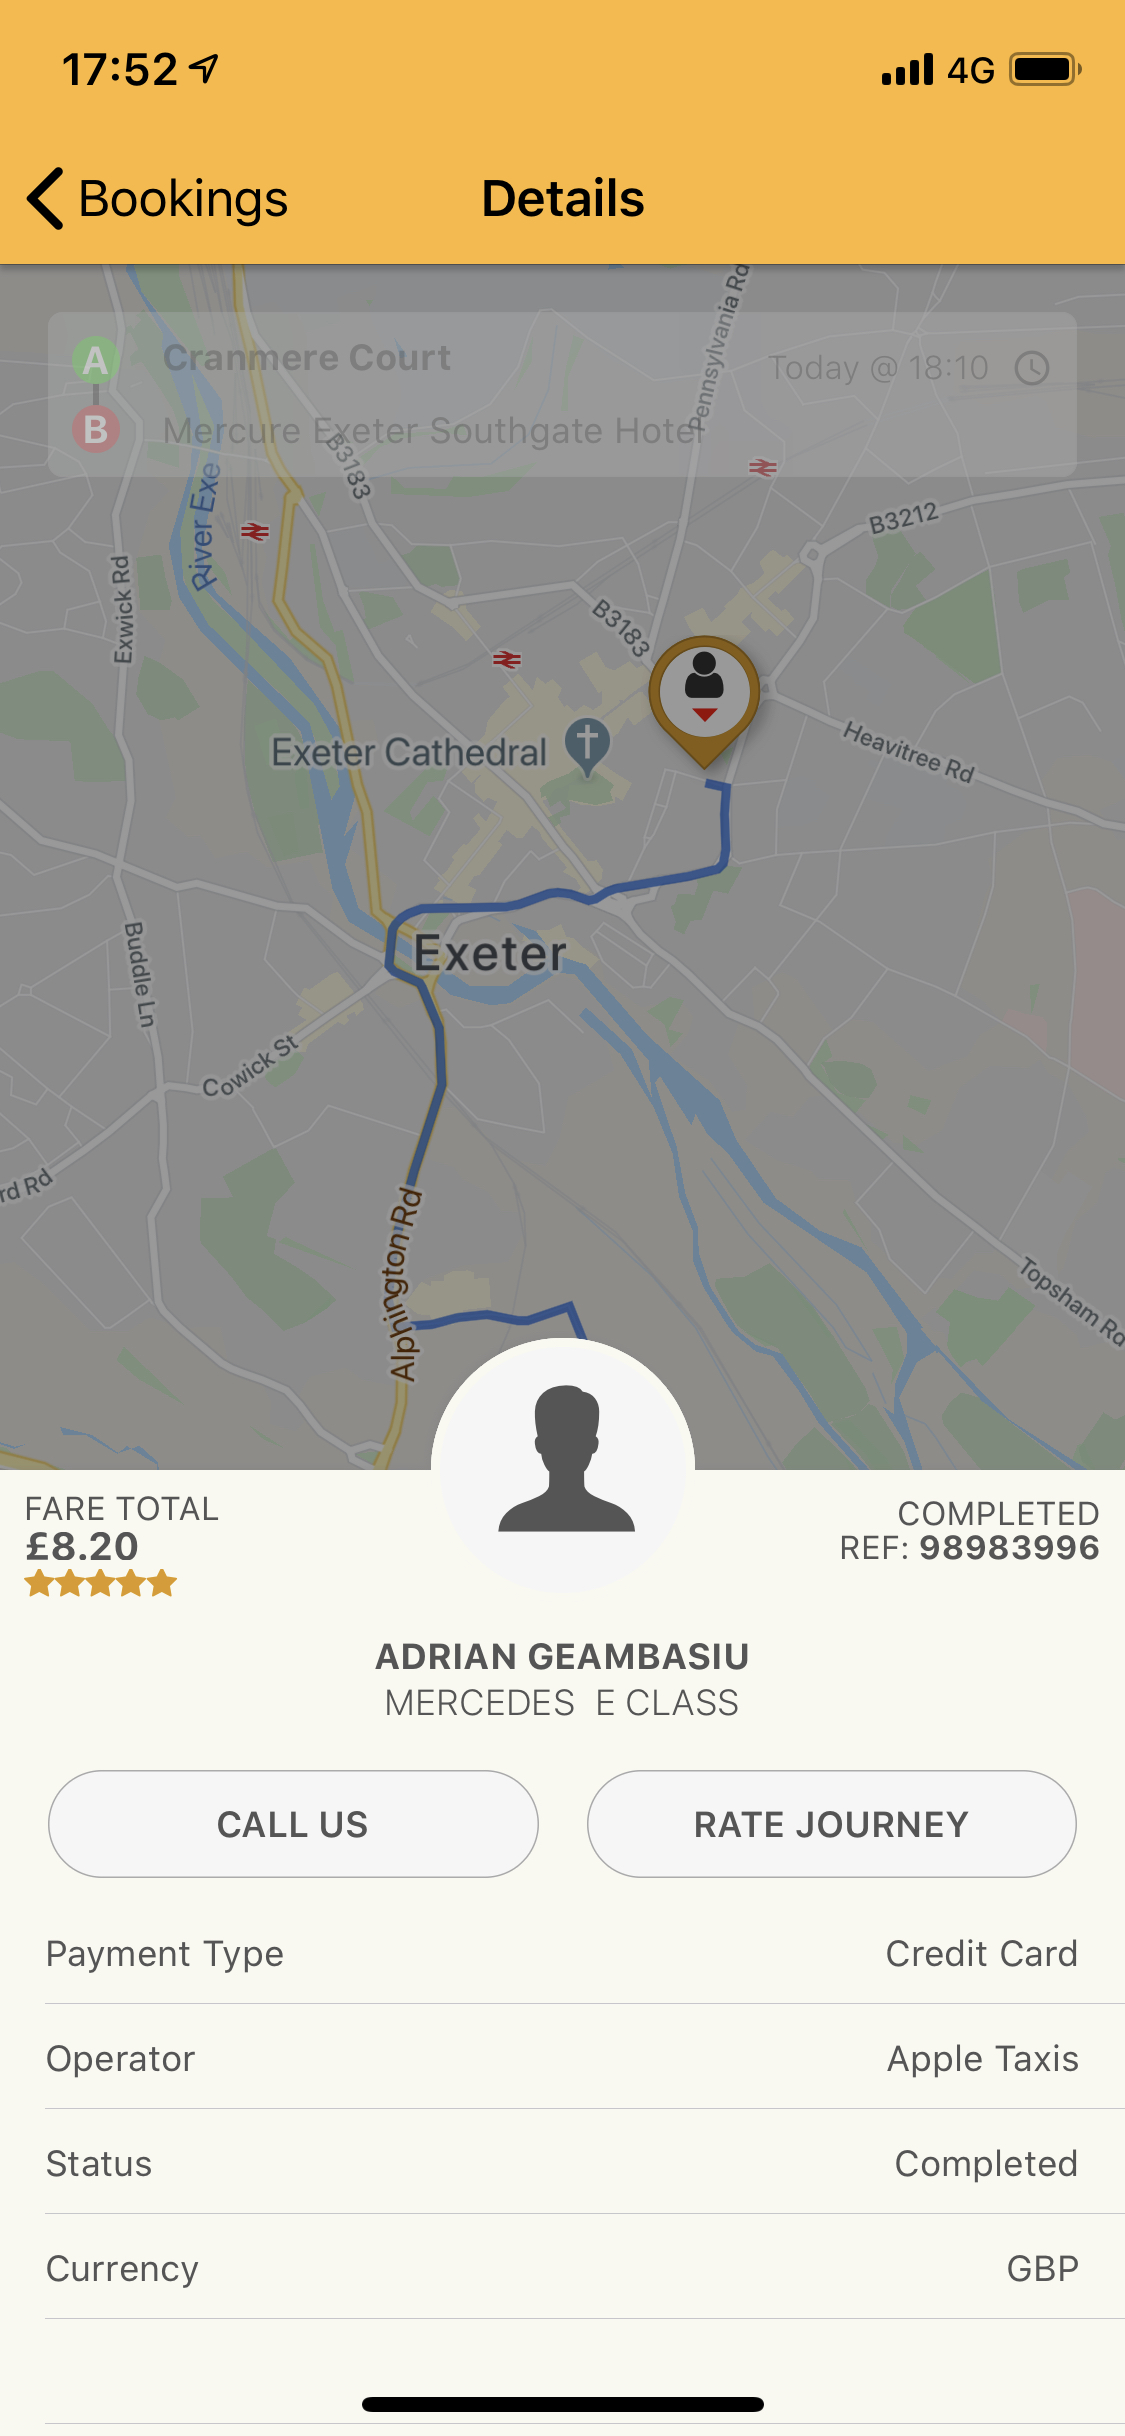 17:52
4G
Bookings
Details
A
Cranmere Court
Today @ 18:10
B
Mercure Exeter Southgate Hotel
Pennsylvania Rd
B3183
River Exe
B3212
Exwick Rd
B3183
Exeter Cathedral
Heavitree Rd
Exeter
Buddle Ln
Cowick St
rd Rd
Alphington Rd
Topsham Rd
FARE TOTAL
£8.20
COMPLETED
REF: 98983996
ADRIAN GEAMBASIU
MERCEDES  E CLASS
CALL US
RATE JOURNEY
Payment Type
Credit Card
Operator
Apple Taxis
Status
Completed
Currency
GBP